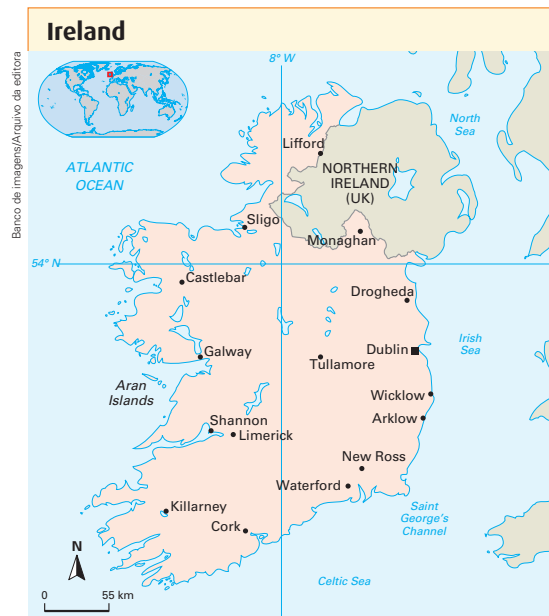 Ireland
8° W
Banco de imagens/Arquivo da editora
North
Sea
ATLANTIC
OCEAN
Lifford
NORTHERN
IRELAND
(UK)
Sligo
Monaghan
54° N
Castlebar
Drogheda
Galway
Tullamore
Dublin
Irish
Sea
Aran
Islands
Wicklow
Arklow
Shannon
Limerick
New Ross
Waterford
Killarney
Cork
Saint
George's
Channel
N
Celtic Sea
0 55 km